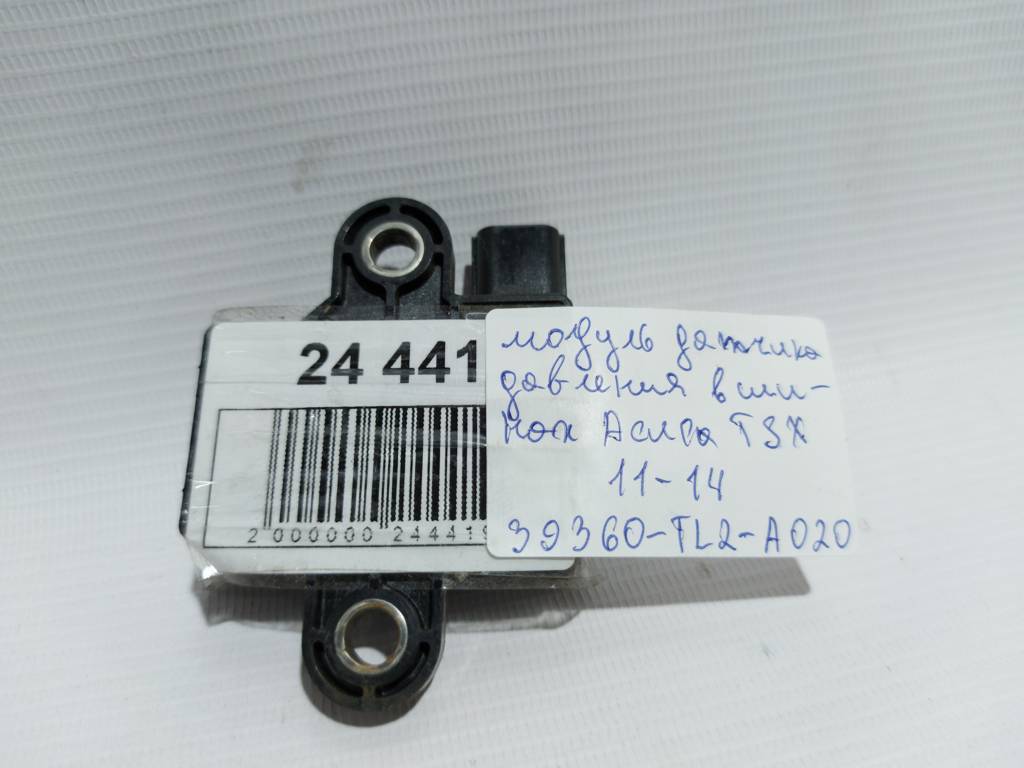 24 441
2 000000 24441
модуль датчика
давления в ши-
нах Acura TSX
11-14
39360-TL2-A020